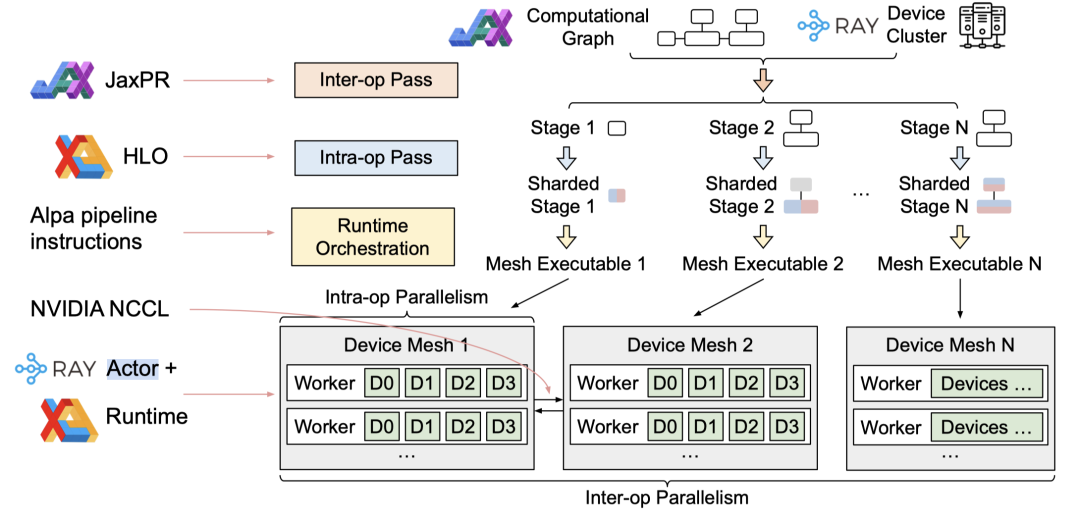 Computational
Graph
RAY
Device
Cluster
JaxPR
Inter-op Pass
HLO
Intra-op Pass
Alpa pipeline
instructions
Runtime
Orchestration
Stage 1
Stage 2
Stage N
Sharded
Stage 1
Sharded
Stage 2
...
Sharded
Stage N
Mesh Executable 1
Mesh Executable 2
Mesh Executable N
Intra-op Parallelism
NVIDIA NCCL
RAY Actor +
Runtime
Device Mesh 1
Worker D0 D1 D2 D3
Worker D0 D1 D2 D3
...
Device Mesh 2
Worker D0 D1 D2 D3
Worker D0 D1 D2 D3
...
Device Mesh N
Worker Devices ...
Worker Devices ...
...
Inter-op Parallelism